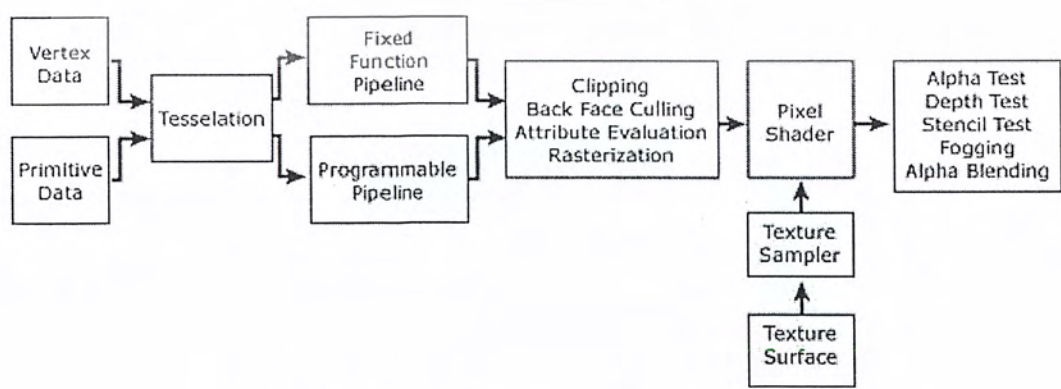 Vertex
Data
Primitive
Data
Tesselation
Fixed
Function
Pipeline
Programmable
Pipeline
Clipping
Back Face Culling
Attribute Evaluation
Rasterization
Pixel
Shader
Texture
Sampler
Texture
Surface
Alpha Test
Depth Test
Stencil Test
Fogging
Alpha Blending